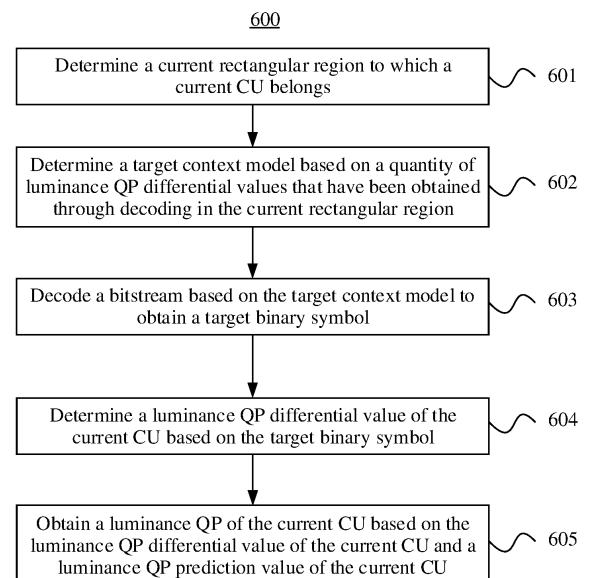 600
Determine a current rectangular region to which a
current CU belongs
601
Determine a target context model based on a quantity of
luminance QP differential values that have been obtained
through decoding in the current rectangular region
602
Decode a bitstream based on the target context model to
obtain a target binary symbol
603
Determine a luminance QP differential value of the
current CU based on the target binary symbol
604
Obtain a luminance QP of the current CU based on the
luminance QP differential value of the current CU and a
luminance QP prediction value of the current CU
605